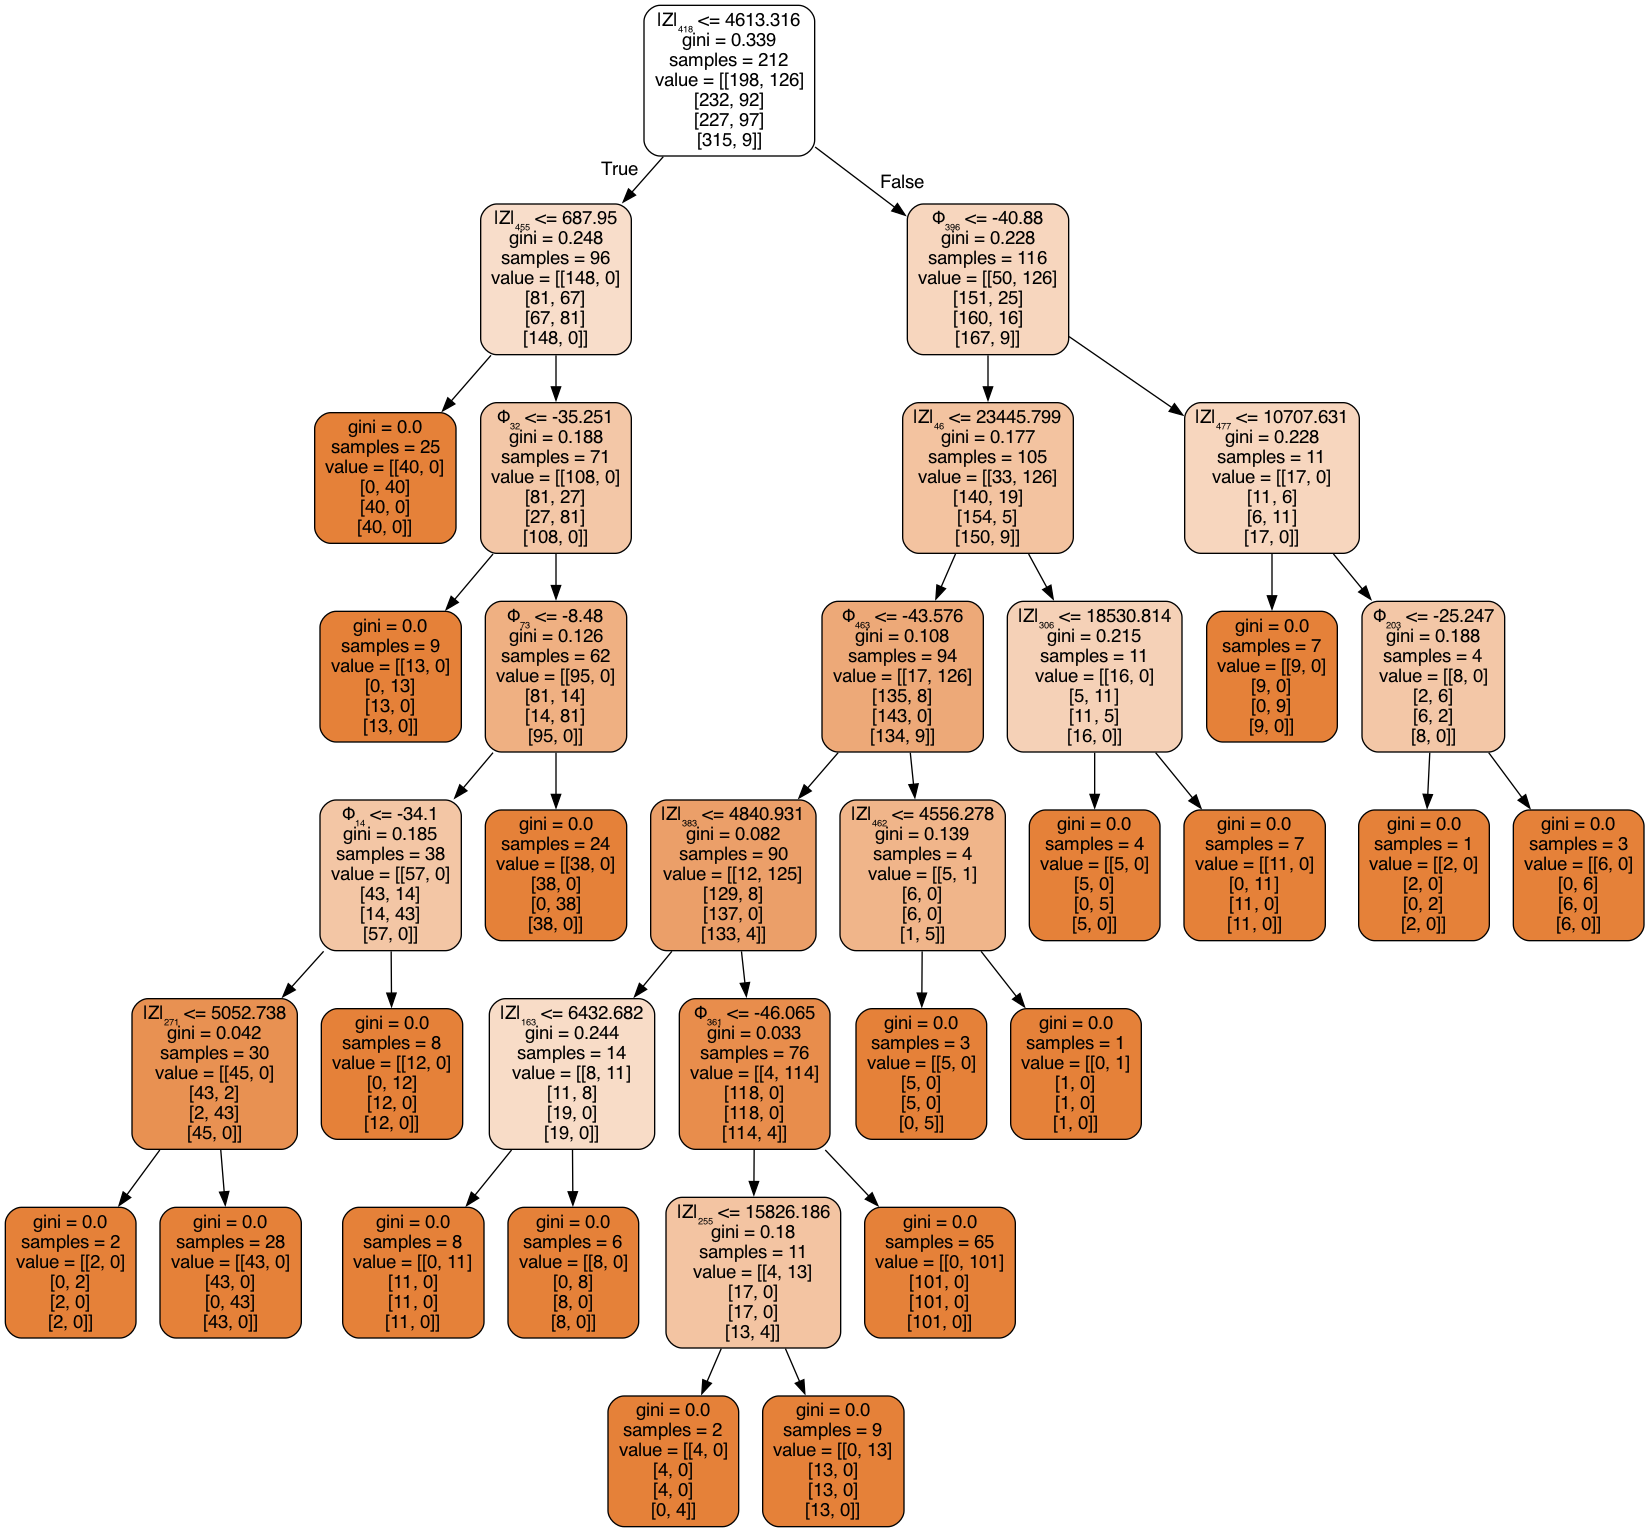 |Z|₄₁₈ <= 4613.316
gini = 0.339
samples = 212
value = [[198, 126]
[232, 92]
[227, 97]
[315, 9]]
True
False
|Z|₄₅₅ <= 687.95
gini = 0.248
samples = 96
value = [[148, 0]
[81, 67]
[67, 81]
[148, 0]]
Φ₃₉₆ <= -40.88
gini = 0.228
samples = 116
value = [[50, 126]
[151, 25]
[160, 16]
[167, 9]]
gini = 0.0
samples = 25
value = [[40, 0]
[0, 40]
[40, 0]
[40, 0]]
Φ₃₂ <= -35.251
gini = 0.188
samples = 71
value = [[108, 0]
[81, 27]
[27, 81]
[108, 0]]
|Z|₄₆ <= 23445.799
gini = 0.177
samples = 105
value = [[33, 126]
[140, 19]
[154, 5]
[150, 9]]
|Z|₄₇₇ <= 10707.631
gini = 0.228
samples = 11
value = [[17, 0]
[11, 6]
[6, 11]
[17, 0]]
gini = 0.0
samples = 9
value = [[13, 0]
[0, 13]
[13, 0]
[13, 0]]
Φ₇₃ <= -8.48
gini = 0.126
samples = 62
value = [[95, 0]
[81, 14]
[14, 81]
[95, 0]]
Φ₄₆₃ <= -43.576
gini = 0.108
samples = 94
value = [[17, 126]
[135, 8]
[143, 0]
[134, 9]]
|Z|₃₀₆ <= 18530.814
gini = 0.215
samples = 11
value = [[16, 0]
[5, 11]
[11, 5]
[16, 0]]
gini = 0.0
samples = 7
value = [[9, 0]
[9, 0]
[0, 9]
[9, 0]]
Φ₂₀₃ <= -25.247
gini = 0.188
samples = 4
value = [[8, 0]
[2, 6]
[6, 2]
[8, 0]]
Φ₁₄ <= -34.1
gini = 0.185
samples = 38
value = [[57, 0]
[43, 14]
[14, 43]
[57, 0]]
gini = 0.0
samples = 24
value = [[38, 0]
[38, 0]
[0, 38]
[38, 0]]
|Z|₃₈₃ <= 4840.931
gini = 0.082
samples = 90
value = [[12, 125]
[129, 8]
[137, 0]
[133, 4]]
|Z|₄₆₂ <= 4556.278
gini = 0.139
samples = 4
value = [[5, 1]
[6, 0]
[6, 0]
[1, 5]]
gini = 0.0
samples = 4
value = [[5, 0]
[5, 0]
[0, 5]
[5, 0]]
gini = 0.0
samples = 7
value = [[11, 0]
[0, 11]
[11, 0]
[11, 0]]
gini = 0.0
samples = 1
value = [[2, 0]
[2, 0]
[0, 2]
[2, 0]]
gini = 0.0
samples = 3
value = [[6, 0]
[0, 6]
[6, 0]
[6, 0]]
|Z|₂₇₁ <= 5052.738
gini = 0.042
samples = 30
value = [[45, 0]
[43, 2]
[2, 43]
[45, 0]]
gini = 0.0
samples = 8
value = [[12, 0]
[0, 12]
[12, 0]
[12, 0]]
|Z|₁₆₃ <= 6432.682
gini = 0.244
samples = 14
value = [[8, 11]
[11, 8]
[19, 0]
[19, 0]]
Φ₃₆₁ <= -46.065
gini = 0.033
samples = 76
value = [[4, 114]
[118, 0]
[118, 0]
[114, 4]]
gini = 0.0
samples = 3
value = [[5, 0]
[5, 0]
[5, 0]
[0, 5]]
gini = 0.0
samples = 1
value = [[0, 1]
[1, 0]
[1, 0]
[1, 0]]
gini = 0.0
samples = 2
value = [[2, 0]
[0, 2]
[2, 0]
[2, 0]]
gini = 0.0
samples = 28
value = [[43, 0]
[43, 0]
[0, 43]
[43, 0]]
gini = 0.0
samples = 8
value = [[0, 11]
[11, 0]
[11, 0]
[11, 0]]
gini = 0.0
samples = 6
value = [[8, 0]
[0, 8]
[8, 0]
[8, 0]]
|Z|₂₅₅ <= 15826.186
gini = 0.18
samples = 11
value = [[4, 13]
[17, 0]
[17, 0]
[13, 4]]
gini = 0.0
samples = 65
value = [[0, 101]
[101, 0]
[101, 0]
[101, 0]]
gini = 0.0
samples = 2
value = [[4, 0]
[4, 0]
[4, 0]
[0, 4]]
gini = 0.0
samples = 9
value = [[0, 13]
[13, 0]
[13, 0]
[13, 0]]